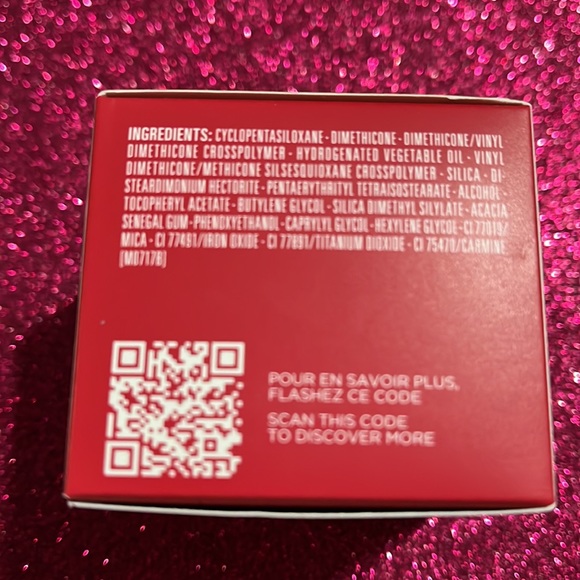 INGREDIENTS: CYCLOPENTASILOXANE • DIMETHICONE • DIMETHICONE/VINYL
DIMETHICONE CROSSPOLYMER • HYDROGENATED VEGETABLE OIL • VINYL
DIMETHICONE/METHICONE SILSESQUIOXANE CROSSPOLYMER • SILICA • DI-
STEARDIMONIUM HECTORITE • PENTAERYTHRITYL TETRAISOSTEARATE • ALCOHOL •
TOCOPHERYL ACETATE • BUTYLENE GLYCOL • SILICA DIMETHYL SILYLATE • ACACIA
SENEGAL GUM • PHENOXYETHANOL • CAPRYLYL GLYCOL • HEXYLENE GLYCOL • CI 77019/
MICA • CI 77491/IRON OXIDE • CI 77891/TITANIUM DIOXIDE • CI 75470/CARMINE
(M0717B)
POUR EN SAVOIR PLUS,
FLASHEZ CE CODE
SCAN THIS CODE
TO DISCOVER MORE